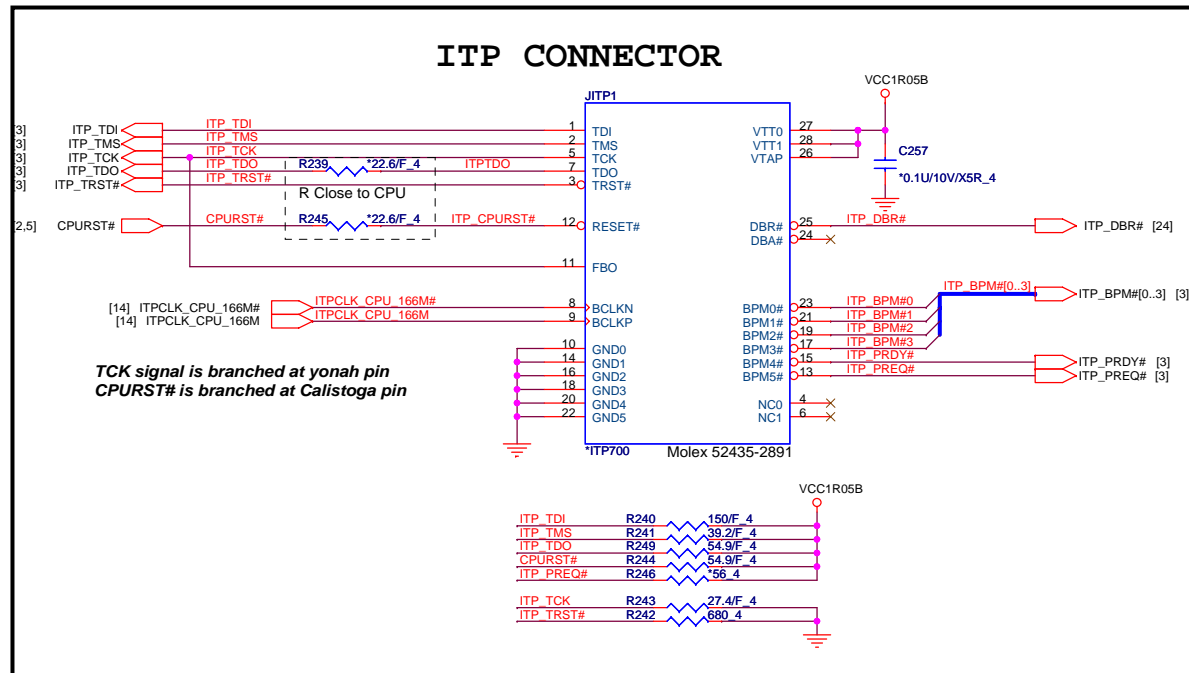 ITP CONNECTOR
VCC1R05B
JITP1
[3] ITP_TDI ITP_TDI 1 TDI VTT0 27
[3] ITP_TMS ITP_TMS 2 TMS VTT1 28
[3] ITP_TCK ITP_TCK 5 TCK VTAP 26
C257
[3] ITP_TDO ITP_TDO R239 *22.6/F_4 ITPTDO 7 TDO
*0.1U/10V/X5R_4
[3] ITP_TRST# ITP_TRST# 3 TRST#
R Close to CPU
2,5] CPURST# CPURST# R245 *22.6/F_4 ITP_CPURST# 12 RESET# DBR# 25 ITP_DBR# ITP_DBR# [24]
DBA# 24
11 FBO
ITP_BPM#[0..3] ITP_BPM#[0..3] [3]
[14] ITPCLK_CPU_166M# ITPCLK_CPU_166M# 8 BCLKN BPM0# 23 ITP_BPM#0
[14] ITPCLK_CPU_166M ITPCLK_CPU_166M 9 BCLKP BPM1# 21 ITP_BPM#1
BPM2# 19 ITP_BPM#2
10 GND0 BPM3# 17 ITP_BPM#3
14 GND1 BPM4# 15 ITP_PRDY# ITP_PRDY# [3]
16 GND2 BPM5# 13 ITP_PREQ# ITP_PREQ# [3]
18 GND3
20 GND4 NC0 4
22 GND5 NC1 6
TCK signal is branched at yonah pin
CPURST# is branched at Calistoga pin
*ITP700 Molex 52435-2891
VCC1R05B
ITP_TDI R240 150/F_4
ITP_TMS R241 39.2/F_4
ITP_TDO R249 54.9/F_4
CPURST# R244 54.9/F_4
ITP_PREQ# R246 *56_4
ITP_TCK R243 27.4/F_4
ITP_TRST# R242 680_4